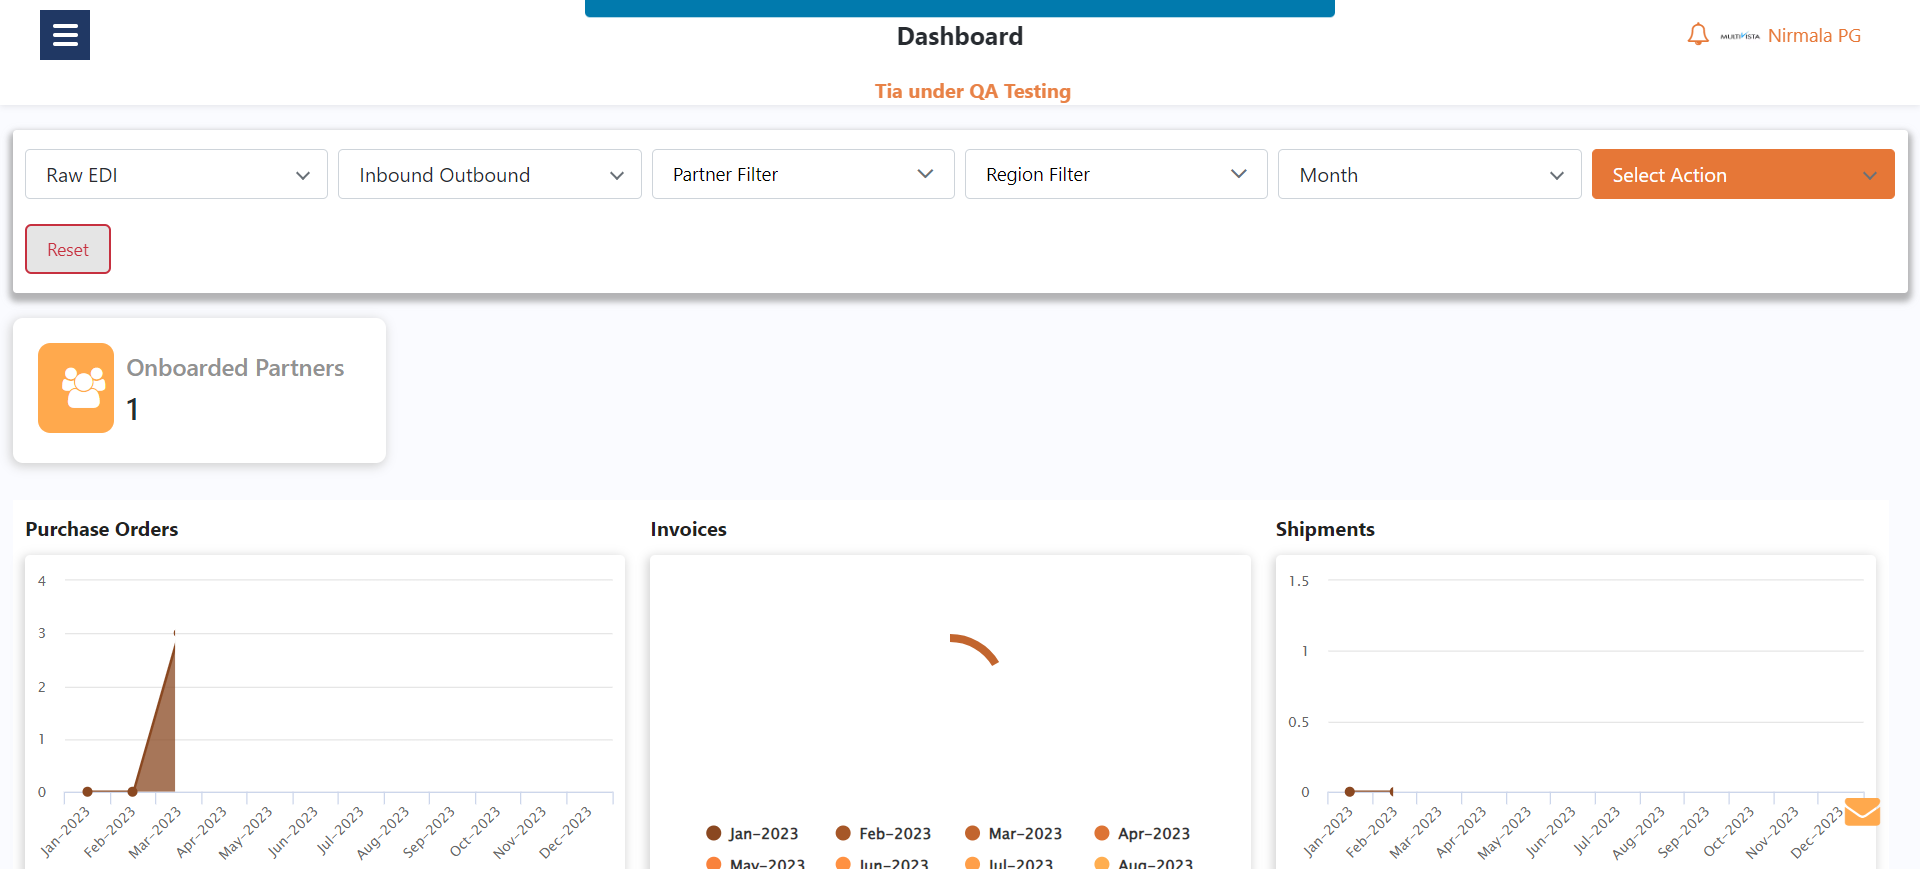 Dashboard
MULTIVISTA Nirmala PG
Tia under QA Testing
Raw EDI Inbound Outbound Partner Filter Region Filter Month Select Action
Reset
Onboarded Partners
1
Purchase Orders
4
3
2
1
0
Jan-2023 Feb-2023 Mar-2023 Apr-2023 May-2023 Jun-2023 Jul-2023 Aug-2023 Sep-2023 Oct-2023 Nov-2023 Dec-2023
Invoices
Jan-2023 Feb-2023 Mar-2023 Apr-2023
May-2023 Jun-2023 Jul-2023 Aug-2023
Shipments
1.5
1
0.5
0
Jan-2023 Feb-2023 Mar-2023 Apr-2023 May-2023 Jun-2023 Jul-2023 Aug-2023 Sep-2023 Oct-2023 Nov-2023 Dec-2023